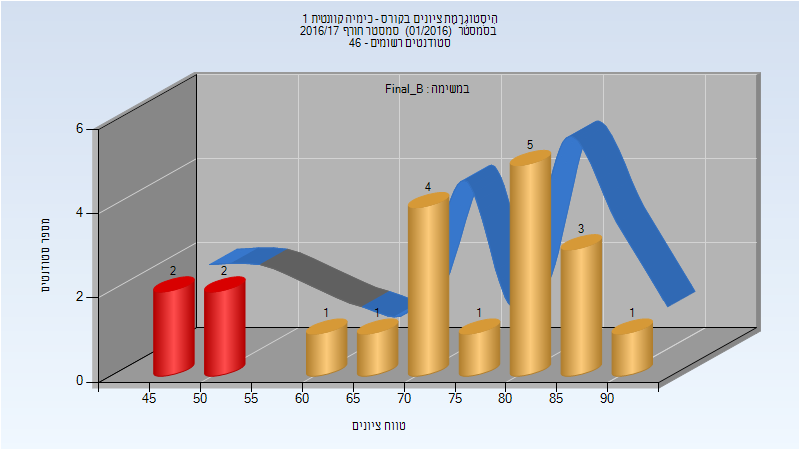 היסטוגרמת ציונים בקורס - כימיה קוונטית 1
בסמסטר (01/2016) סמסטר חורף 2016/17
סטודנטים רשומים - 46
במשימה : Final_B
מספר סטודנטים
6
4
2
0
2
2
1
1
4
1
5
3
1
45 50 55 60 65 70 75 80 85 90
טווח ציונים